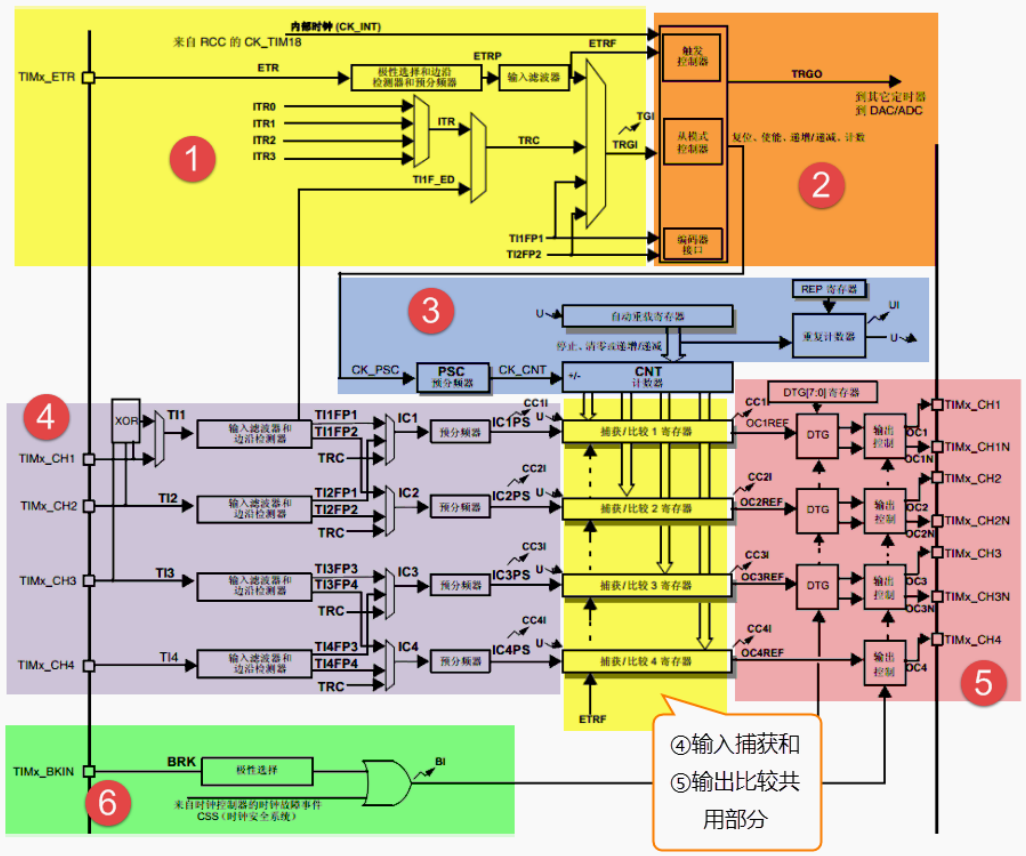 内部时钟 (CK_INT)
来自 RCC 的 CK_TIM18
ETRF
触发
控制器
TRGO
到其它定时器
到 DAC/ADC
TIMx_ETR
ETR
极性选择和边沿
检测器和预分频器
ETRP
输入滤波器
ITR0
ITR1
ITR2
ITR3
ITR
TRC
TGI
TRGI
从模式
控制器
复位、使能、递增/递减、计数
1
2
TI1F_ED
TI1FP1
TI2FP2
编码器
接口
3
REP 寄存器
U
自动重载寄存器
UI
重复计数器
U
停止、清零或递增/递减
CK_PSC
PSC
预分频器
CK_CNT
+/-
CNT
计数器
4
XOR
TI1
输入滤波器和
边沿检测器
TI1FP1
TI1FP2
TRC
IC1
预分频器
IC1PS
CC1I
U
捕获/比较 1 寄存器
CC1I
OC1REF
DTG[7:0]寄存器
DTG
输出
控制
OC1
OC1N
TIMx_CH1
TIMx_CH1N
TIMx_CH1
TIMx_CH2
TI2
输入滤波器和
边沿检测器
TI2FP1
TI2FP2
TRC
IC2
预分频器
IC2PS
CC2I
U
捕获/比较 2 寄存器
CC2I
OC2REF
DTG
输出
控制
OC2
OC2N
TIMx_CH2
TIMx_CH2N
TIMx_CH3
TI3
输入滤波器和
边沿检测器
TI3FP3
TI3FP4
TRC
IC3
预分频器
IC3PS
CC3I
U
捕获/比较 3 寄存器
CC3I
OC3REF
DTG
输出
控制
OC3
OC3N
TIMx_CH3
TIMx_CH3N
TIMx_CH4
TI4
输入滤波器和
边沿检测器
TI4FP3
TI4FP4
TRC
IC4
预分频器
IC4PS
CC4I
U
捕获/比较 4 寄存器
CC4I
OC4REF
输出
控制
OC4
TIMx_CH4
5
ETRF
④输入捕获和
⑤输出比较共
用部分
TIMx_BKIN
BRK
极性选择
BI
6
来自时钟控制器的时钟故障事件
CSS（时钟安全系统）